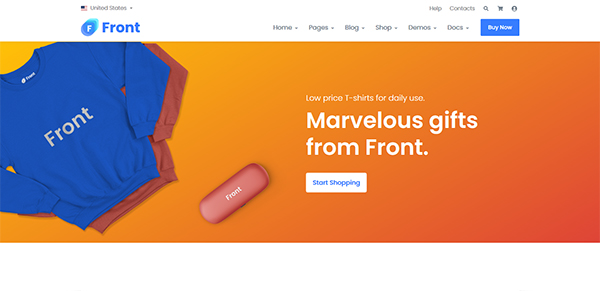 United States
Help Contacts
F Front
Home Pages Blog Shop Demos Docs Buy Now
Front
Front
Front
Low price T-shirts for daily use.
Marvelous gifts
from Front.
Start Shopping